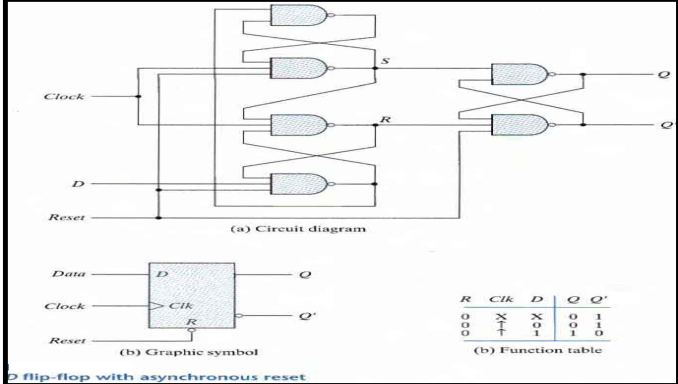 S
Q
Clock
R
Q'
D
Reset
(a) Circuit diagram
Data D Q
Clock Clk
Q'
R
Reset
(b) Graphic symbol
R Clk D Q Q'
0 X X 0 1
0 ↑ 0 0 1
0 ↑ 1 1 0
(b) Function table
D flip-flop with asynchronous reset